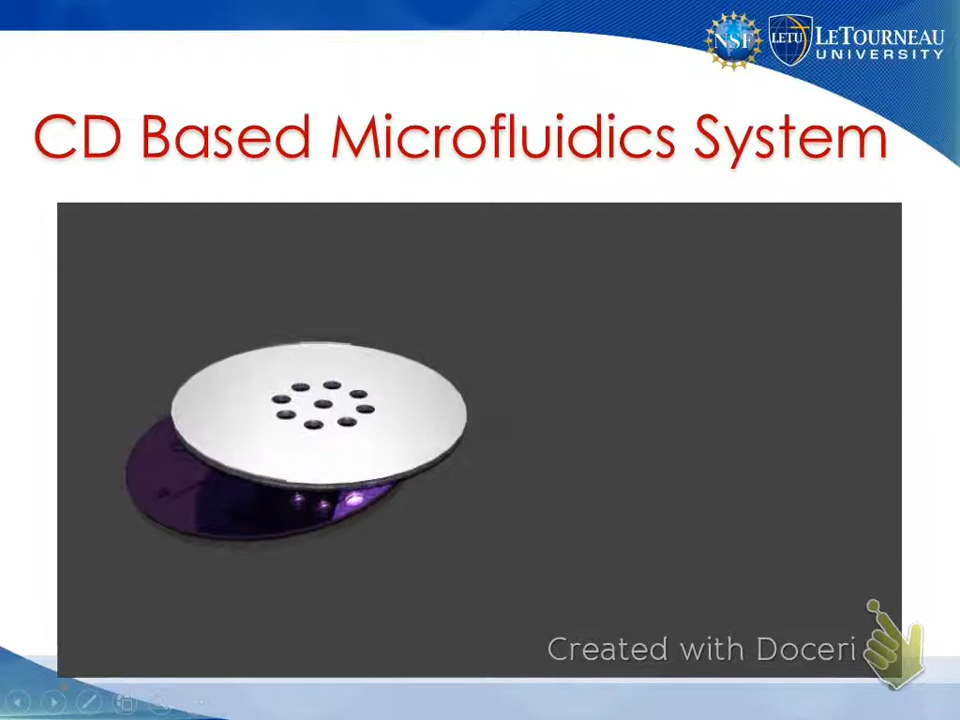 NSF
LETU
LETOURNEAU
UNIVERSITY
CD Based Microfluidics System
Created with Doceri